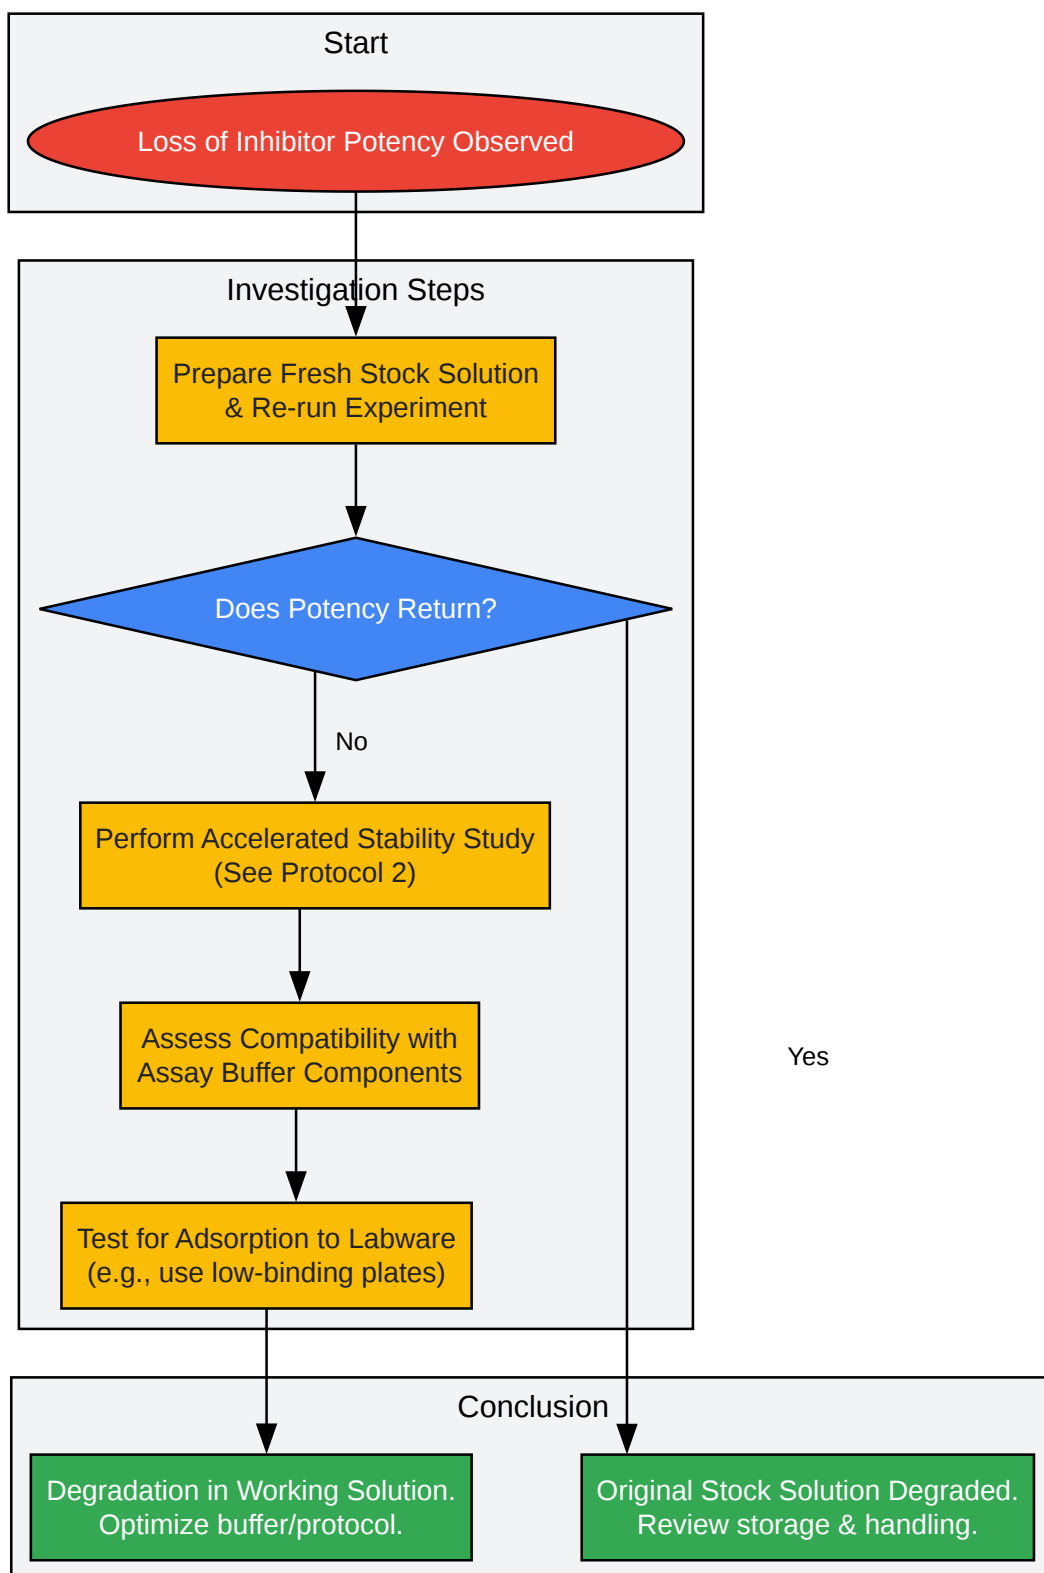 Start
Loss of Inhibitor Potency Observed
Investigation Steps
Prepare Fresh Stock Solution
& Re-run Experiment
Does Potency Return?
No
Perform Accelerated Stability Study
(See Protocol 2)
Assess Compatibility with
Assay Buffer Components
Yes
Test for Adsorption to Labware
(e.g., use low-binding plates)
Conclusion
Degradation in Working Solution.
Optimize buffer/protocol.
Original Stock Solution Degraded.
Review storage & handling.